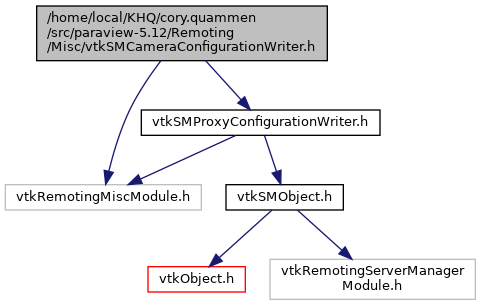 /home/local/KHQ/cory.quammen
/src/paraview-5.12/Remoting
/Misc/vtkSMCameraConfigurationWriter.h
vtkSMProxyConfigurationWriter.h
vtkRemotingMiscModule.h
vtkSMObject.h
vtkObject.h
vtkRemotingServerManager
Module.h